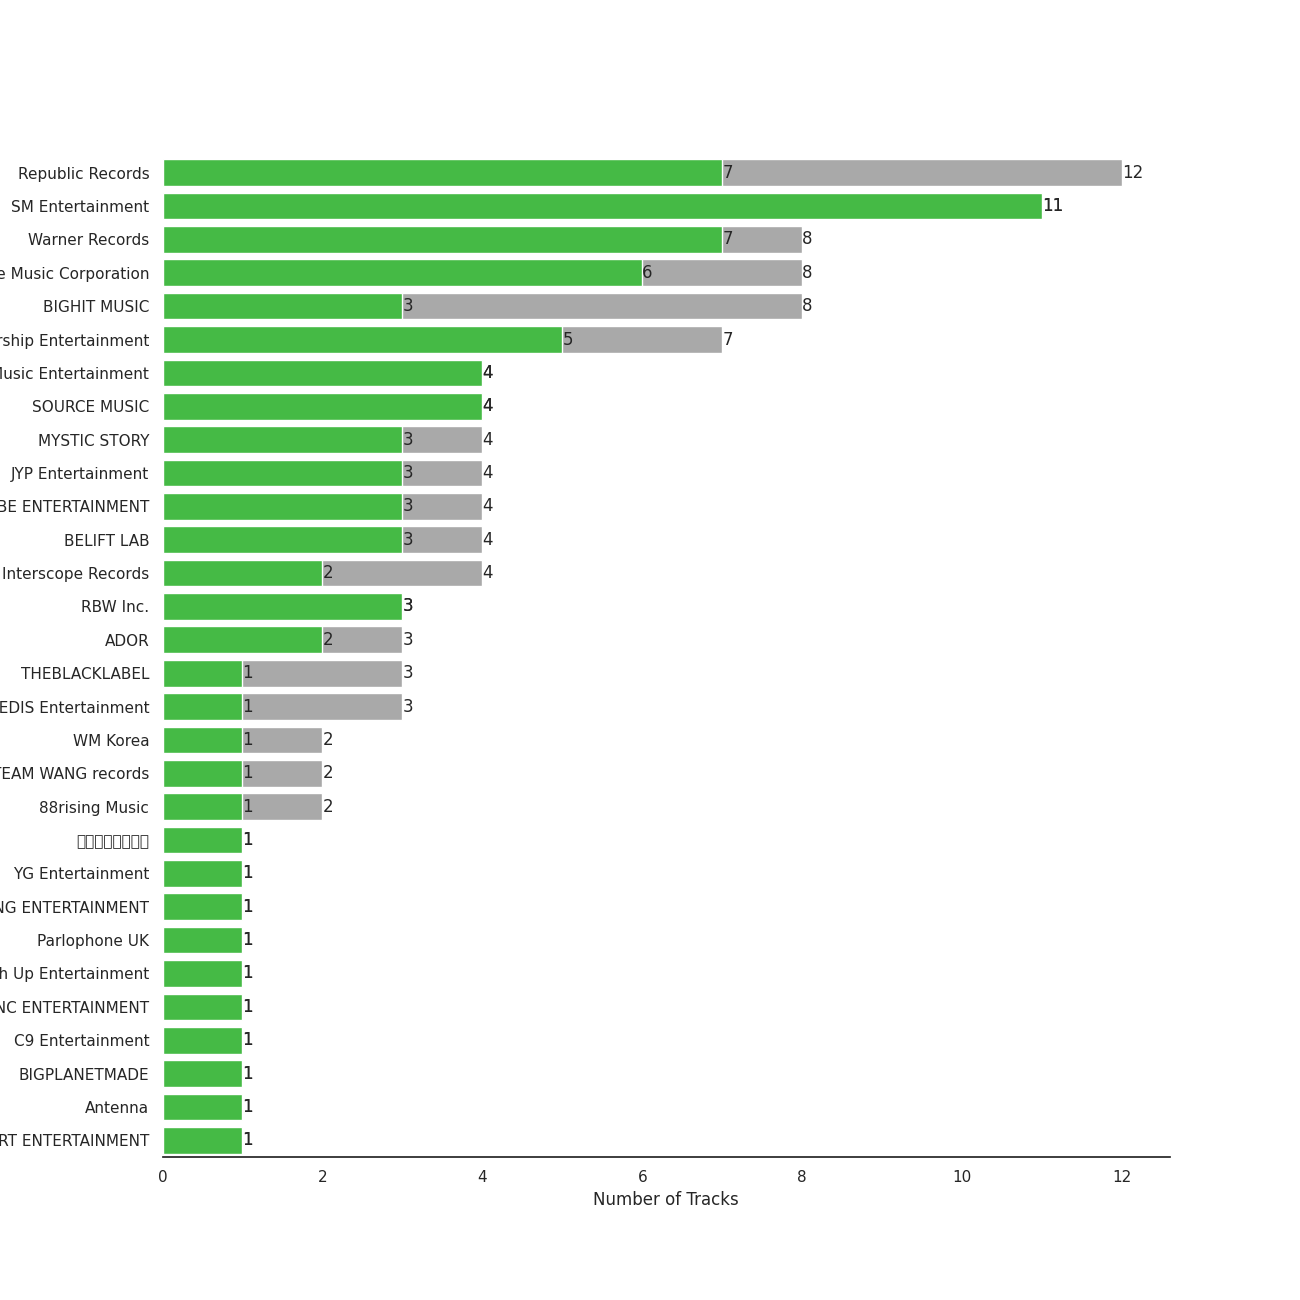 Republic Records 7 12
SM Entertainment 11
Warner Records 7 8
e Music Corporation 6 8
BIGHIT MUSIC 3 8
rship Entertainment 5 7
Music Entertainment 4
SOURCE MUSIC 4
MYSTIC STORY 3 4
JYP Entertainment 3 4
BE ENTERTAINMENT 3 4
BELIFT LAB 3 4
Interscope Records 2 4
RBW Inc. 3
ADOR 2 3
THEBLACKLABEL 1 3
EDIS Entertainment 1 3
WM Korea 1 2
TEAM WANG records 1 2
88rising Music 1 2
1
YG Entertainment 1
NG ENTERTAINMENT 1
Parlophone UK 1
h Up Entertainment 1
NC ENTERTAINMENT 1
C9 Entertainment 1
BIGPLANETMADE 1
Antenna 1
RT ENTERTAINMENT 1
0 2 4 6 8 10 12
Number of Tracks